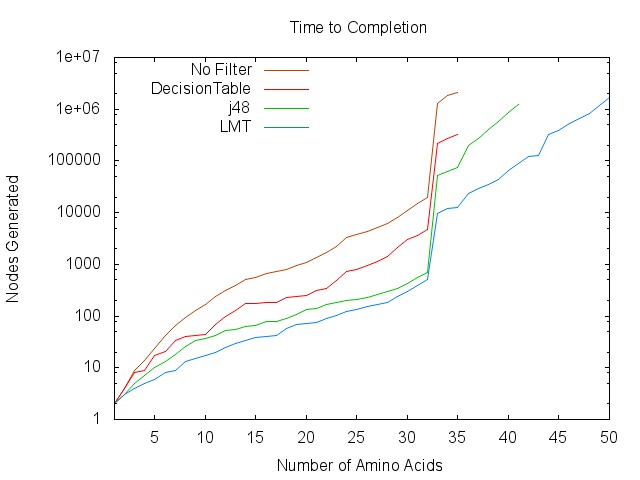 Time to Completion
1e+07
1e+06
100000
10000
1000
100
10
1
Nodes Generated
No Filter
DecisionTable
j48
LMT
5 10 15 20 25 30 35 40 45 50
Number of Amino Acids